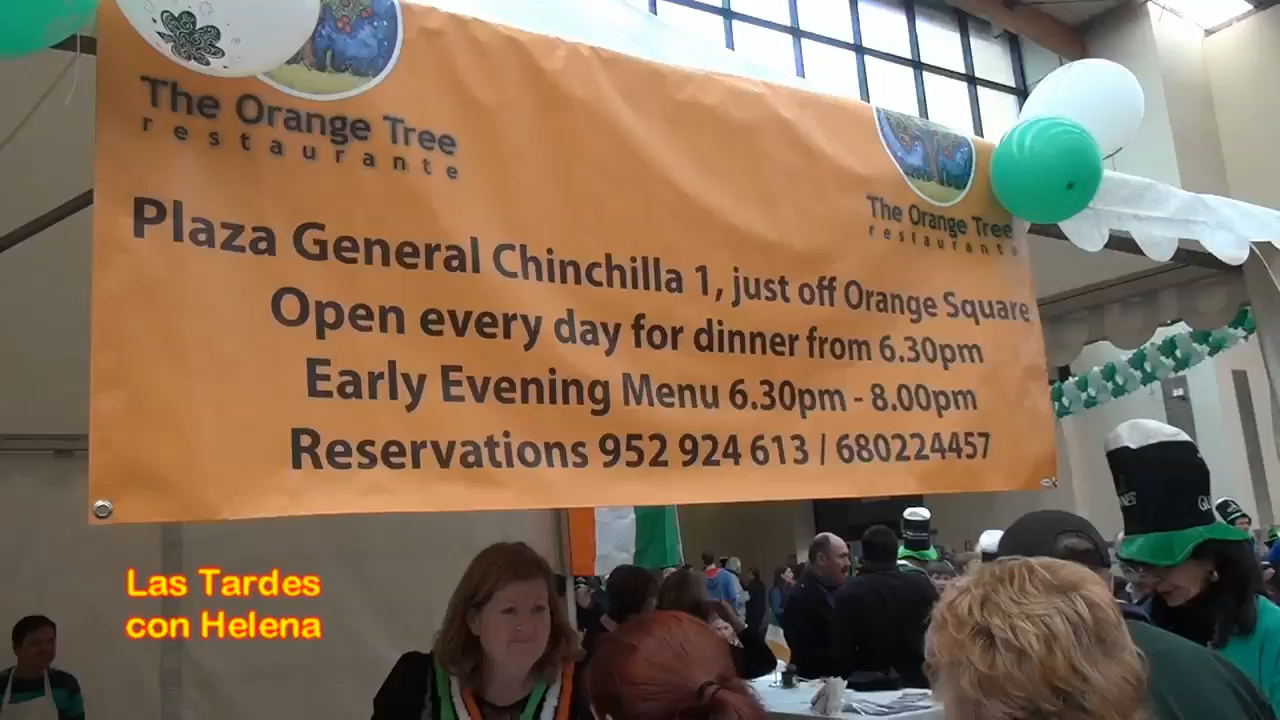 The Orange Tree
restaurante
The Orange Tree
restaurante
Plaza General Chinchilla 1, just off Orange Square
Open every day for dinner from 6.30pm
Early Evening Menu 6.30pm - 8.00pm
Reservations 952 924 613 / 680224457
Las Tardes
con Helena